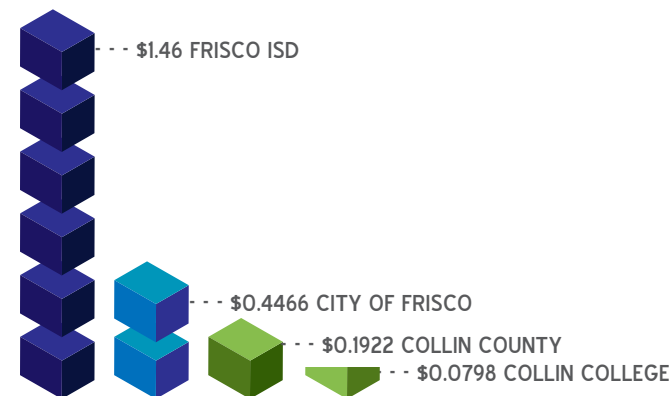 $1.46 FRISCO ISD
$0.4466 CITY OF FRISCO
$0.1922 COLLIN COUNTY
$0.0798 COLLIN COLLEGE